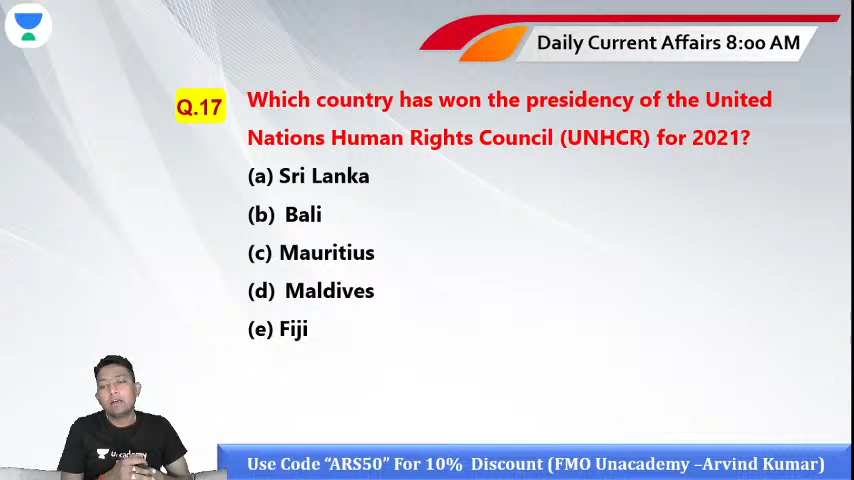 Daily Current Affairs 8:00 AM
Q.17
Which country has won the presidency of the United
Nations Human Rights Council (UNHCR) for 2021?
(a) Sri Lanka
(b) Bali
(c) Mauritius
(d) Maldives
(e) Fiji
Unacademy
Use Code “ARS50” For 10% Discount (FMO Unacademy –Arvind Kumar)